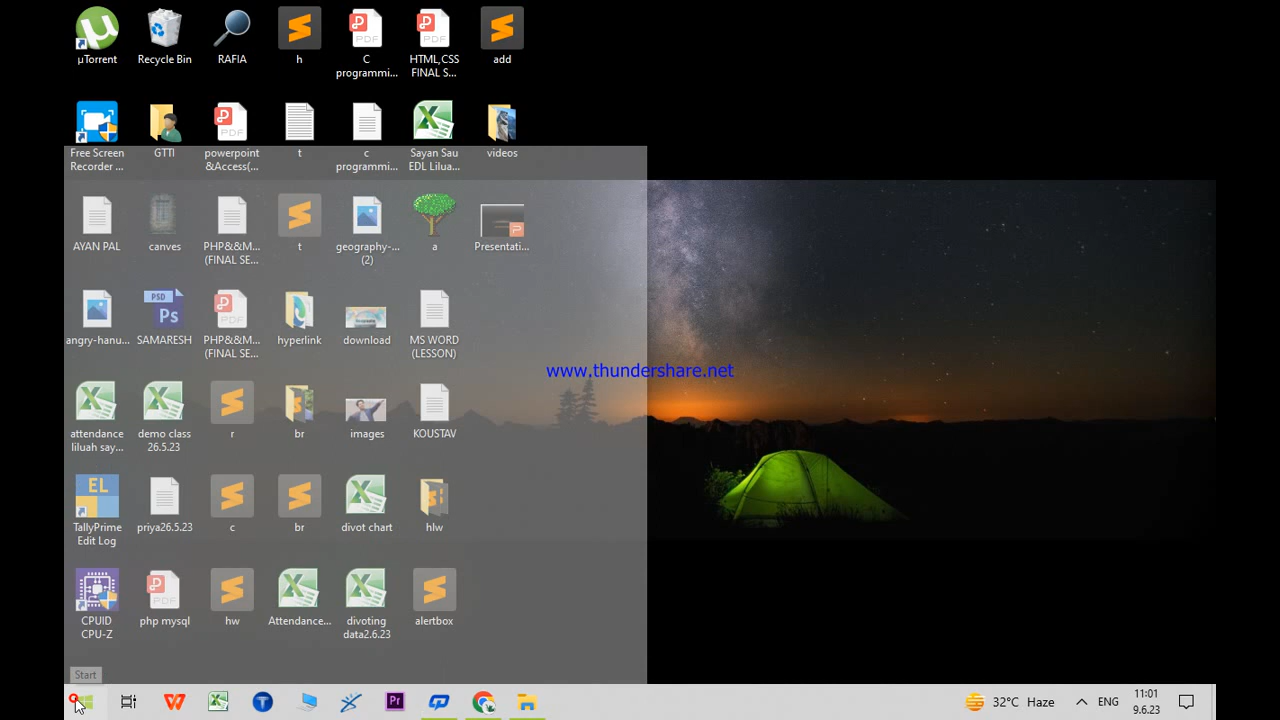 µTorrent
Recycle Bin
RAFIA
h
C
programmi...
HTML,CSS
FINAL S...
add
Free Screen
Recorder ...
GTTI
powerpoint
&Access(...
t
c
programmi...
Sayan Sau
EDL Lilua...
videos
AYAN PAL
canves
PHP&&M...
(FINAL SE...
t
geography-...
(2)
a
Presentati...
angry-hanu...
PSD
Ps
SAMARESH
PHP&&M...
(FINAL SE...
hyperlink
download
MS WORD
(LESSON)
www.thundershare.net
attendance
liluah say...
demo class
26.5.23
r
br
images
KOUSTAV
EL
TallyPrime
Edit Log
priya26.5.23
c
br
divot chart
hlw
CPUID
CPU-Z
php mysql
hw
Attendance...
divoting
data2.6.23
alertbox
Start
32°C Haze
ENG
11:01
9.6.23